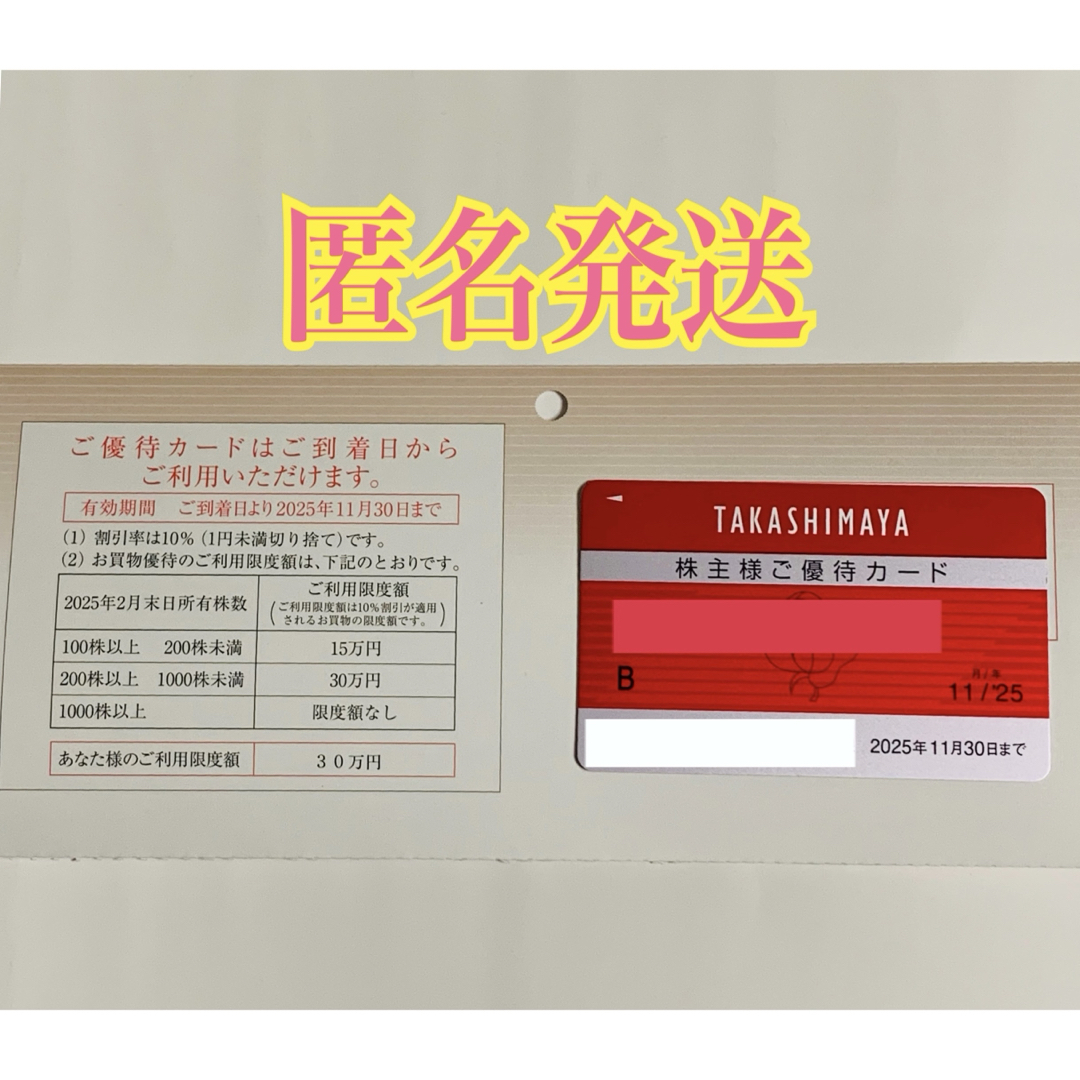 匿名発送
ご優待カードはご到着日から
ご利用いただけます。
有効期間 ご到着日より2025年11月30日まで
(1) 割引率は10%(1円未満切り捨て)です。
(2) お買物優待のご利用限度額は、下記のとおりです。
2025年2月末日所有株数
ご利用限度額
(ご利用限度額は10%割引が適用
されるお買物の限度額です。)
100株以上 200株未満 15万円
200株以上 1000株未満 30万円
1000株以上 限度額なし
あなた様のご利用限度額 30万円
TAKASHIMAYA
株主様ご優待カード
B
月/年
11/'25
2025年11月30日まで